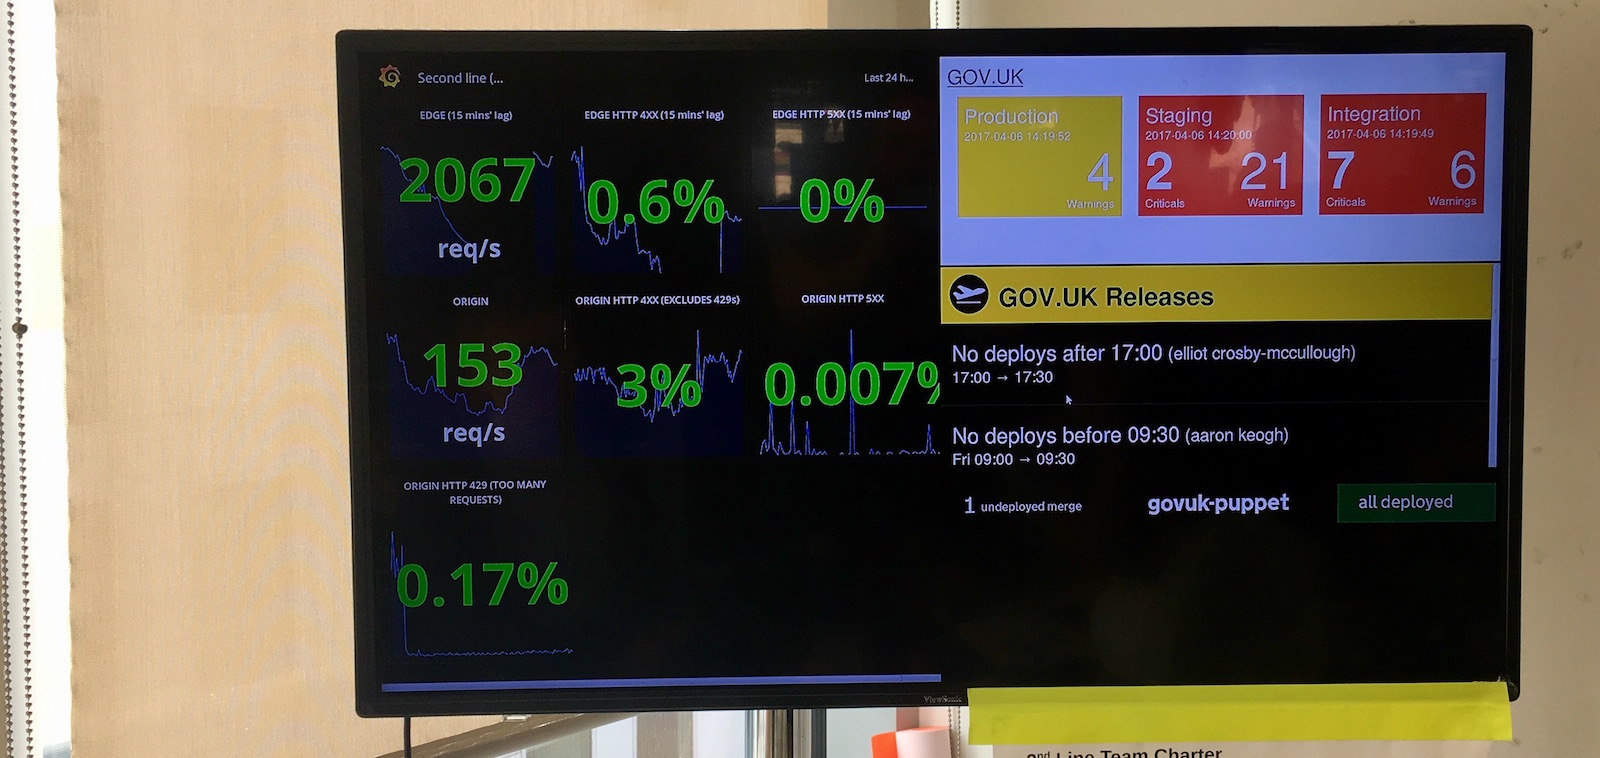 Second line (...
Last 24 h...
EDGE (15 mins' lag)
2067
req/s
EDGE HTTP 4XX (15 mins' lag)
0.6%
EDGE HTTP 5XX (15 mins' lag)
0%
ORIGIN
153
req/s
ORIGIN HTTP 4XX (EXCLUDES 429s)
3%
ORIGIN HTTP 5XX
0.007%
ORIGIN HTTP 429 (TOO MANY
REQUESTS)
0.17%
GOV.UK
Production
2017-04-06 14:19:52
4
Warnings
Staging
2017-04-06 14:20:00
2 21
Criticals Warnings
Integration
2017-04-06 14:19:49
7 6
Criticals Warnings
GOV.UK Releases
No deploys after 17:00 (elliot crosby-mccullough)
17:00 → 17:30
No deploys before 09:30 (aaron keogh)
Fri 09:00 → 09:30
1 undeployed merge
govuk-puppet
all deployed
ViewSonic
2nd Line Team Charter